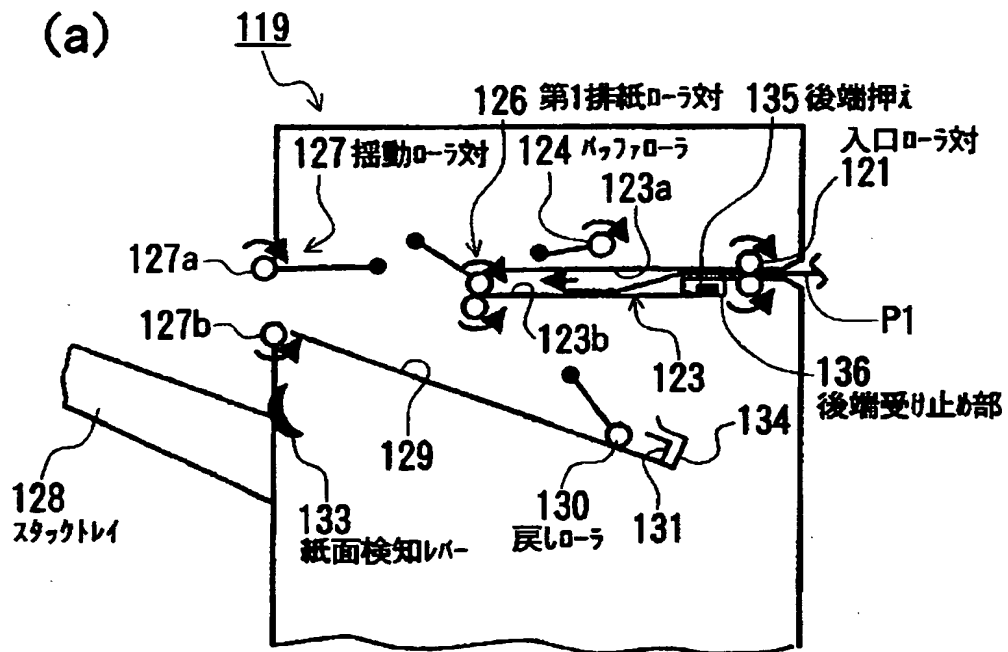 (a)
119
126 第1排紙ローラ対
135 後端押え
127 揺動ローラ対
124 バッファローラ
入口ローラ対
121
123a
127a
127b
123b
123
P1
136
後端受け止め部
129
134
128
スタックトレイ
133
紙面検知レバー
130
戻しローラ
131